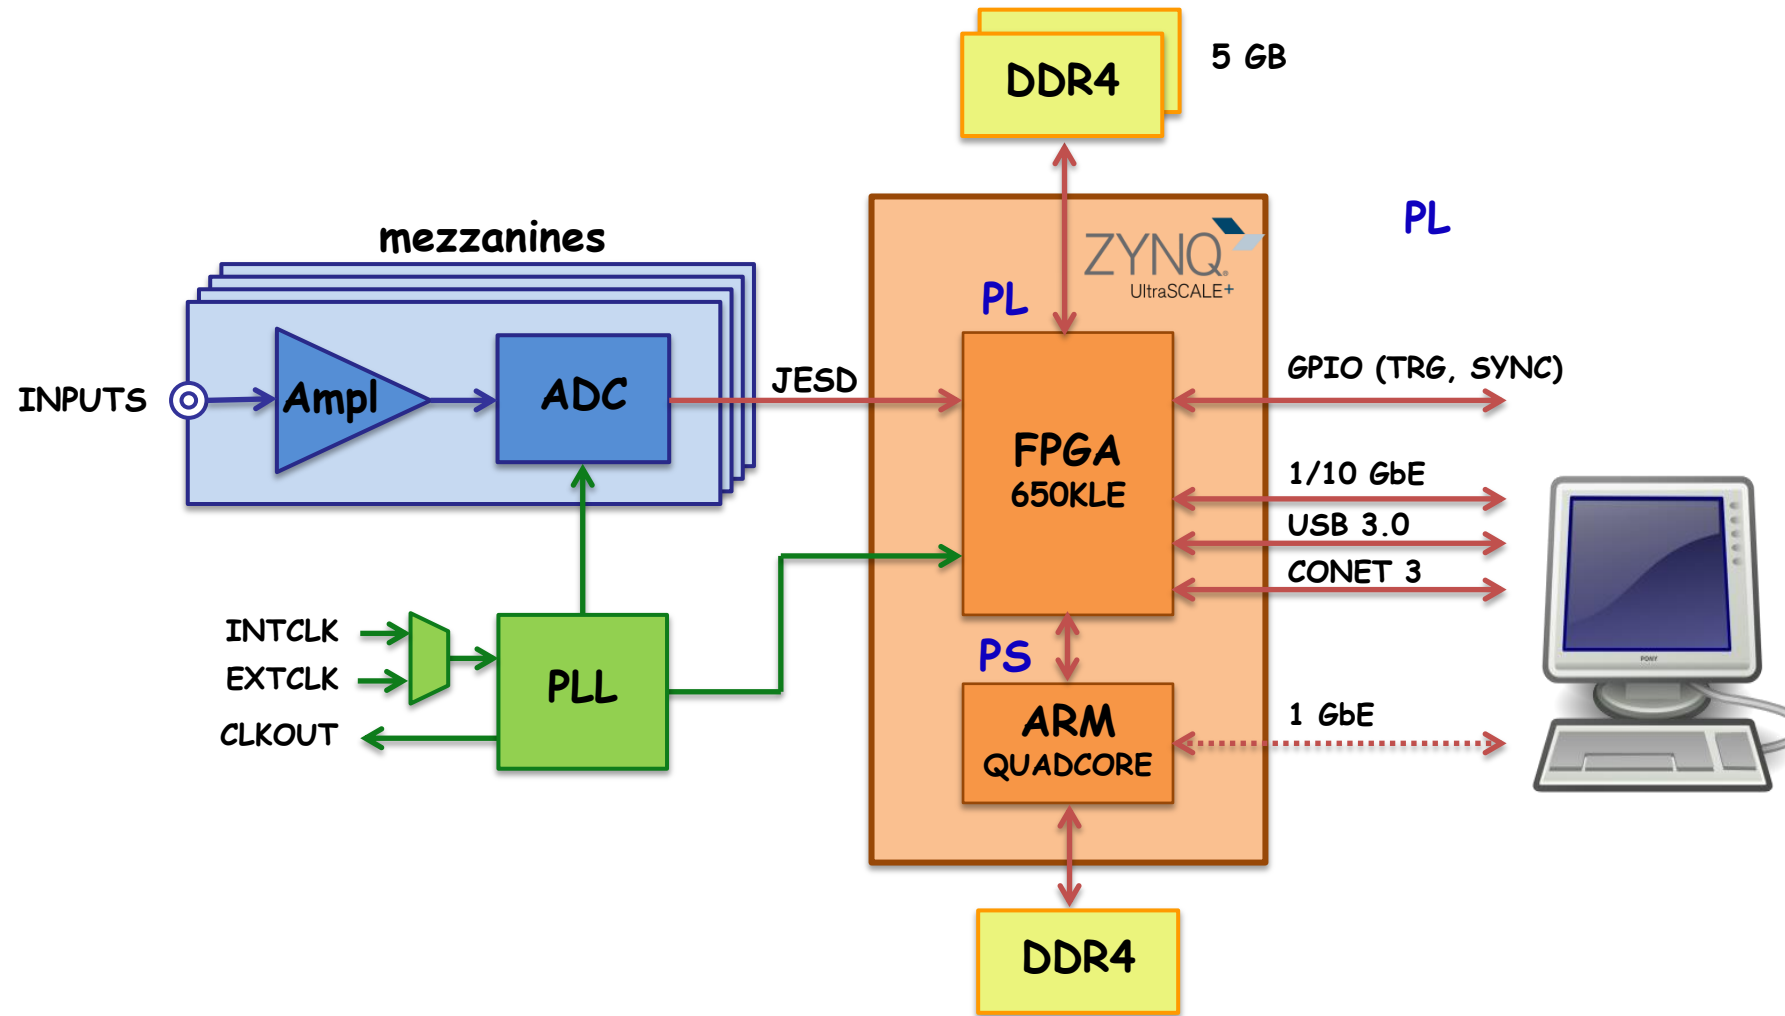 DDR4
5 GB
PL
mezzanines
ZYNQ.
UltraSCALE+
PL
INPUTS
Ampl
ADC
JESD
FPGA
650KLE
GPIO (TRG, SYNC)
1/10 GbE
USB 3.0
CONET 3
INTCLK
EXTCLK
CLKOUT
PLL
PS
ARM
QUADCORE
1 GbE
PONY
DDR4